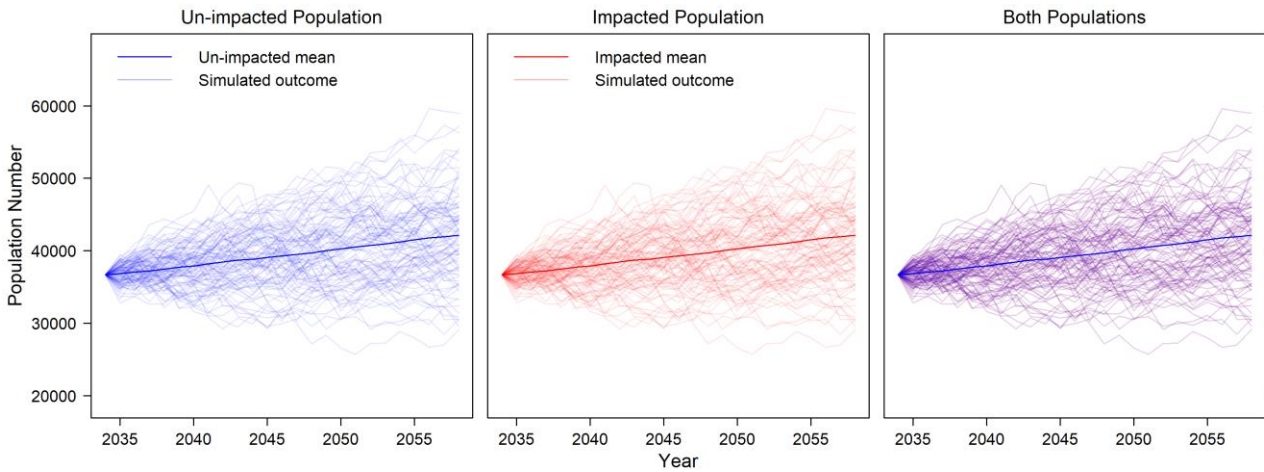 Un-impacted Population
Impacted Population
Both Populations
Un-impacted mean
Simulated outcome
Impacted mean
Simulated outcome
Population Number
60000
50000
40000
30000
20000
2035 2040 2045 2050 2055
2035 2040 2045 2050 2055
2035 2040 2045 2050 2055
Year